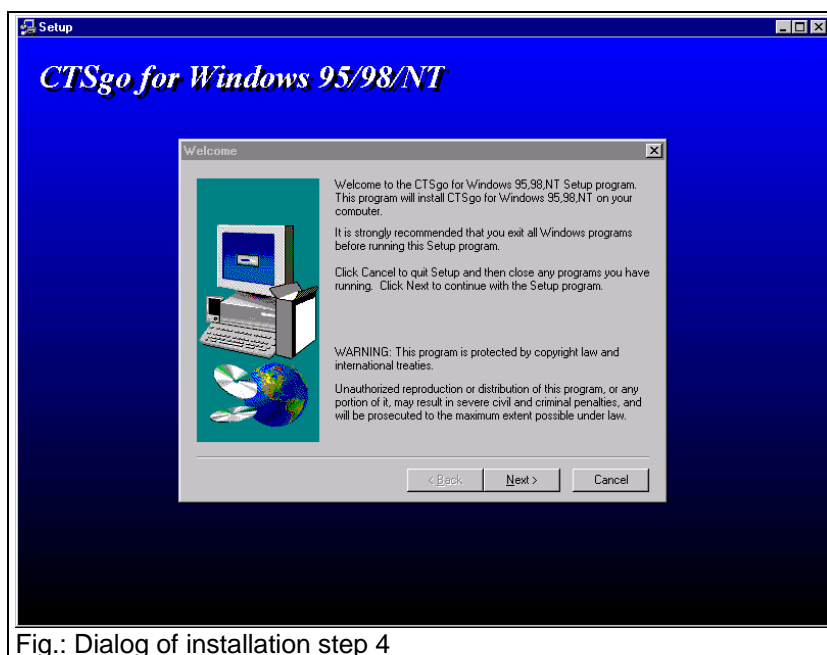 Setup
CTSgo for Windows 95/98/NT
Welcome
Welcome to the CTSgo for Windows 95,98,NT Setup program.
This program will install CTSgo for Windows 95,98,NT on your
computer.
It is strongly recommended that you exit all Windows programs
before running this Setup program.
Click Cancel to quit Setup and then close any programs you have
running. Click Next to continue with the Setup program.
WARNING: This program is protected by copyright law and
international treaties.
Unauthorized reproduction or distribution of this program, or any
portion of it, may result in severe civil and criminal penalties, and
will be prosecuted to the maximum extent possible under law.
< Back Next > Cancel
Fig.: Dialog of installation step 4